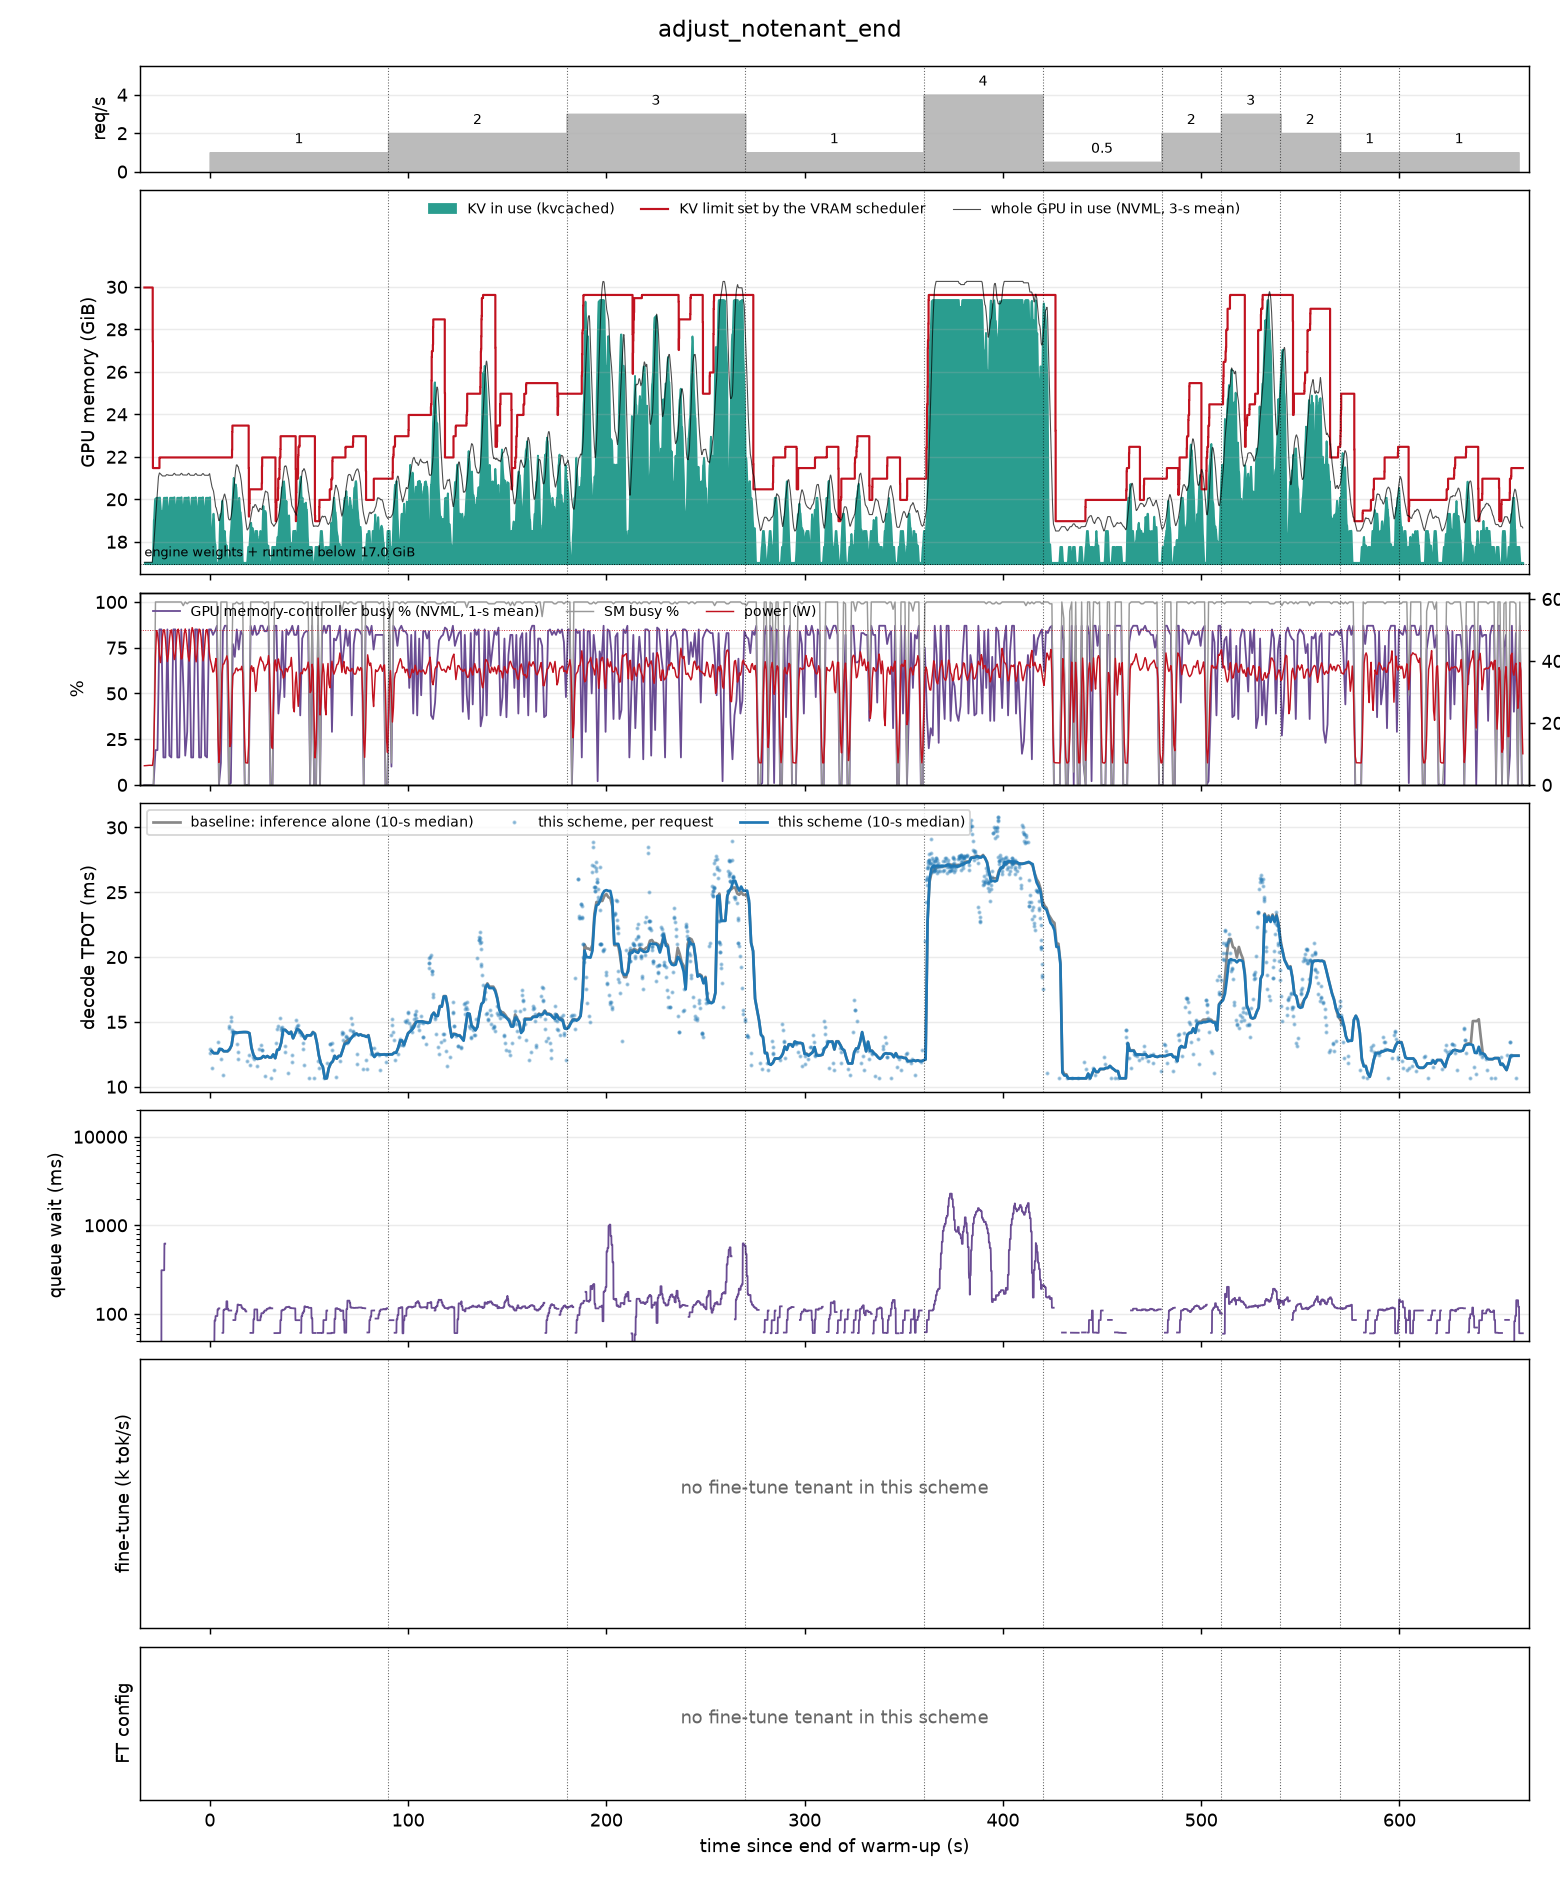 adjust_notenant_end
req/s
4
2
0
1
2
3
1
4
0.5
2
3
2
1
1
GPU memory (GiB)
30
28
26
24
22
20
18
KV in use (kvcached)
KV limit set by the VRAM scheduler
whole GPU in use (NVML, 3-s mean)
engine weights + runtime below 17.0 GiB
%
100
75
50
25
0
GPU memory-controller busy % (NVML, 1-s mean)
SM busy %
power (W)
40
20
0
decode TPOT (ms)
30
25
20
15
10
baseline: inference alone (10-s median)
this scheme, per request
this scheme (10-s median)
queue wait (ms)
10000
1000
100
fine-tune (k tok/s)
no fine-tune tenant in this scheme
FT config
no fine-tune tenant in this scheme
0
100
200
300
400
500
600
time since end of warm-up (s)